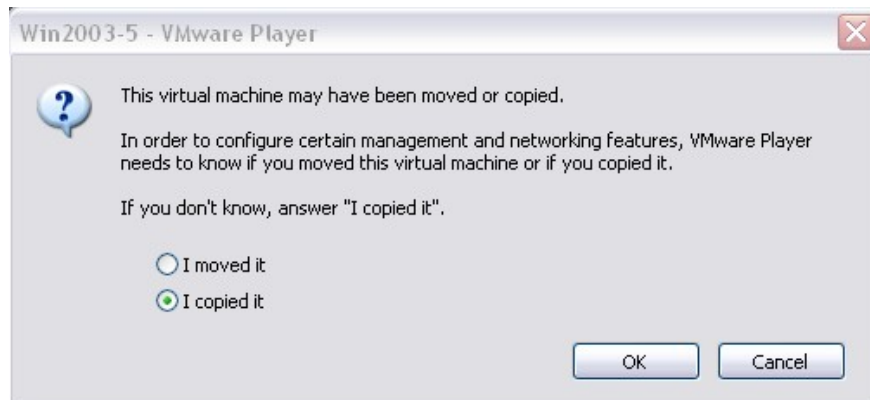 Win2003-5 - VMware Player
This virtual machine may have been moved or copied.
In order to configure certain management and networking features, VMware Player
needs to know if you moved this virtual machine or if you copied it.
If you don't know, answer "I copied it".
I moved it
I copied it
OK
Cancel